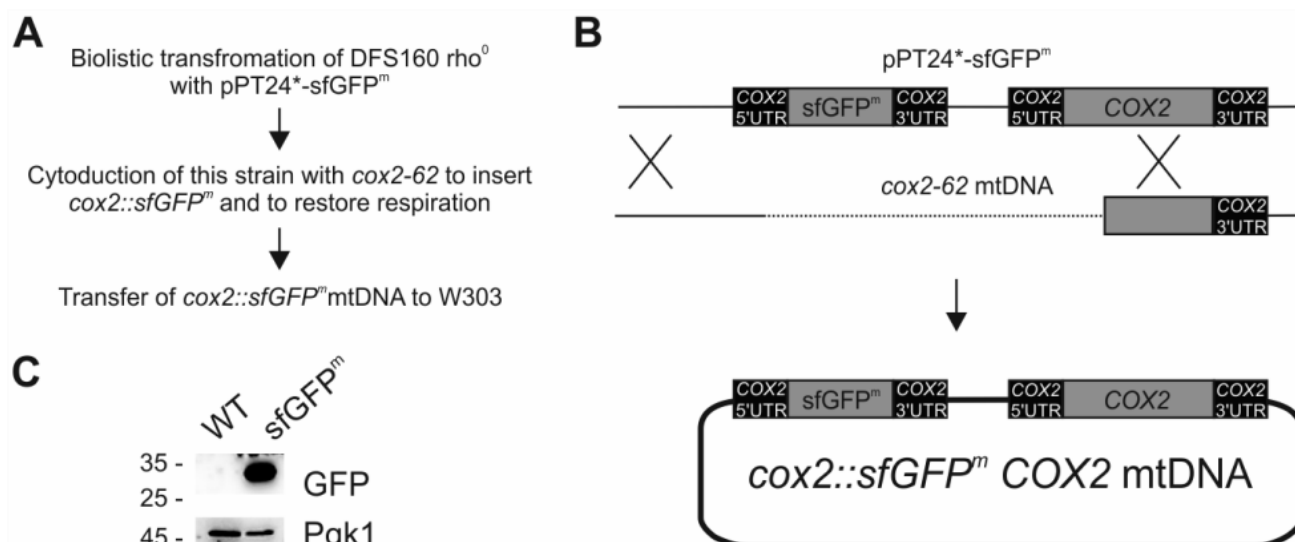 A
Biolistic transfromation of DFS160 rho⁰
with pPT24*-sfGFPᵐ
Cytoduction of this strain with cox2-62 to insert
cox2::sfGFPᵐ and to restore respiration
Transfer of cox2::sfGFPᵐ mtDNA to W303
B
pPT24*-sfGFPᵐ
COX2 5'UTR
sfGFPᵐ
COX2 3'UTR
COX2 5'UTR
COX2
COX2 3'UTR
cox2-62 mtDNA
COX2 3'UTR
COX2 5'UTR
sfGFPᵐ
COX2 3'UTR
COX2 5'UTR
COX2
COX2 3'UTR
cox2::sfGFPᵐ COX2 mtDNA
C
WT
sfGFPᵐ
35 -
25 -
GFP
45 -
Pgk1